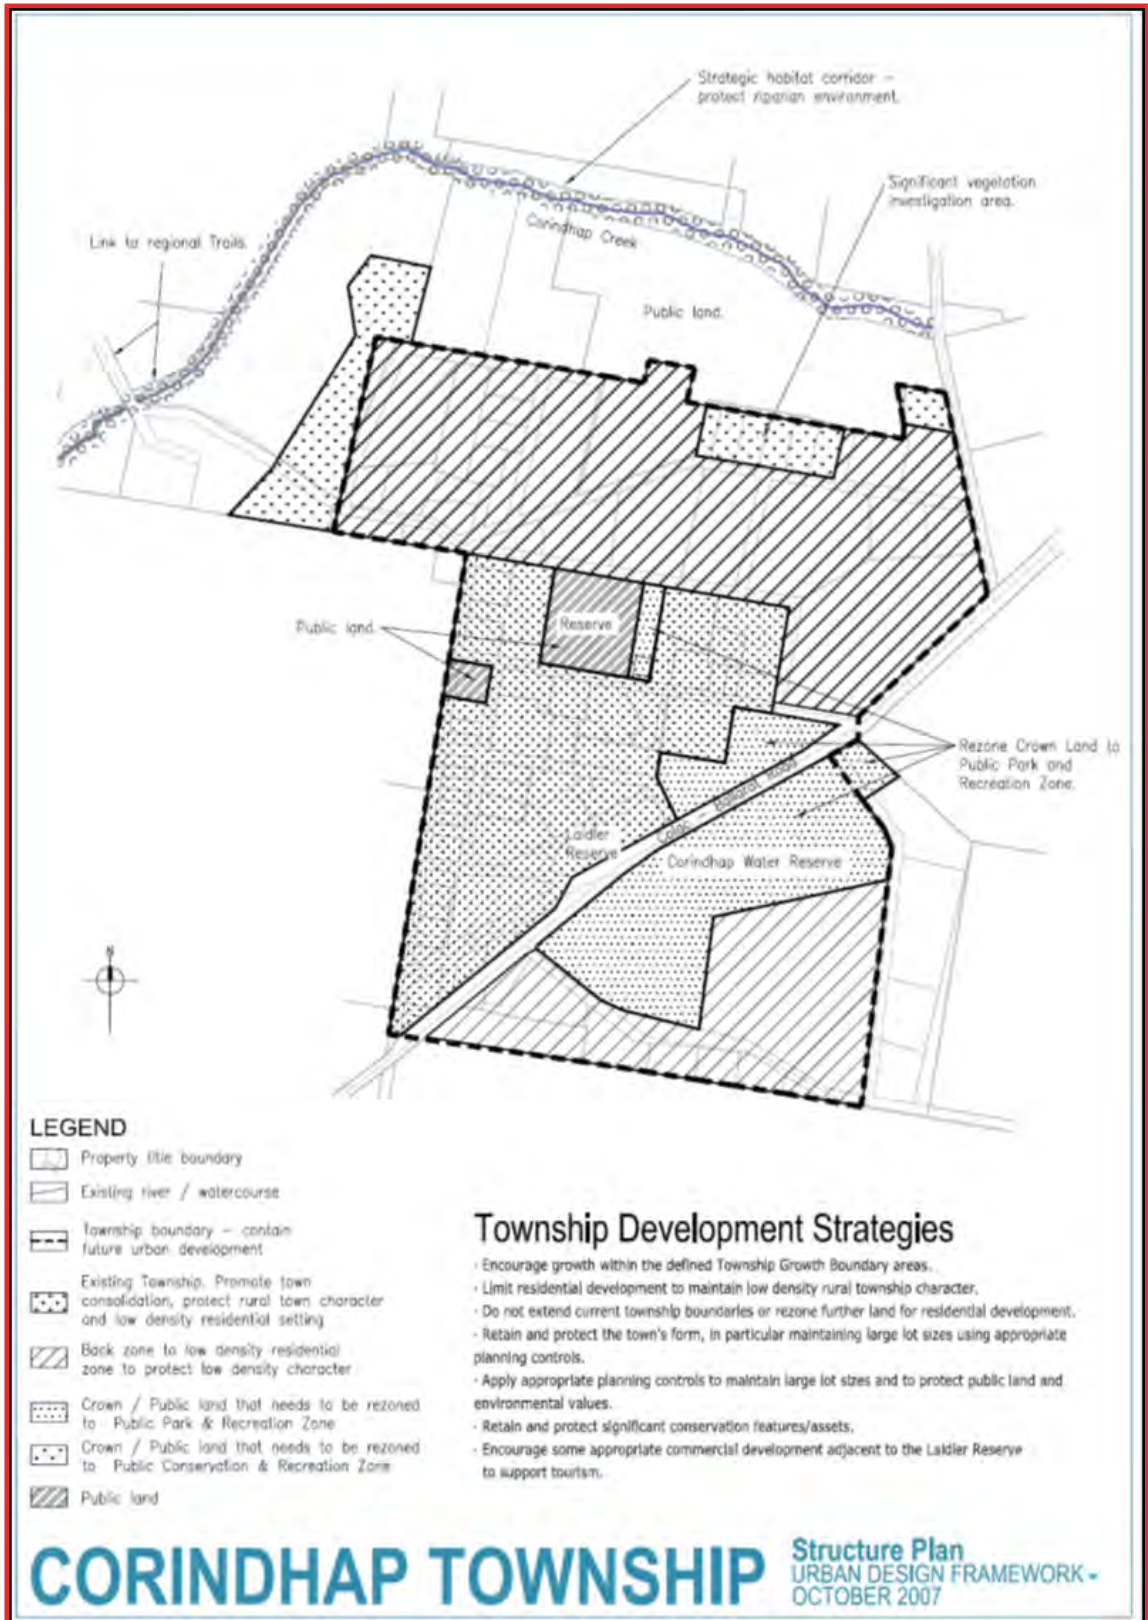 Strategic habitat corridor –
protect riparian environment.
Significant vegetation
investigation area.
Link to regional Trails.
Corindhap Creek
Public land.
Reserve
Public land.
Rezone Crown Land to
Public Park and
Recreation Zone.
Colac - Ballarat Road
Laidler
Reserve
Corindhap Water Reserve
N
LEGEND
Property title boundary
Existing river / watercourse
Township boundary – contain
future urban development
Existing Township. Promote town
consolidation, protect rural town character
and low density residential setting
Back zone to low density residential
zone to protect low density character
Crown / Public land that needs to be rezoned
to Public Park & Recreation Zone
Crown / Public land that needs to be rezoned
to Public Conservation & Recreation Zone
Public land
Township Development Strategies
· Encourage growth within the defined Township Growth Boundary areas.
· Limit residential development to maintain low density rural township character.
· Do not extend current township boundaries or rezone further land for residential development.
· Retain and protect the town's form, in particular maintaining large lot sizes using appropriate
planning controls.
· Apply appropriate planning controls to maintain large lot sizes and to protect public land and
environmental values.
· Retain and protect significant conservation features/assets.
· Encourage some appropriate commercial development adjacent to the Laidler Reserve
to support tourism.
CORINDHAP TOWNSHIP
Structure Plan
URBAN DESIGN FRAMEWORK -
OCTOBER 2007